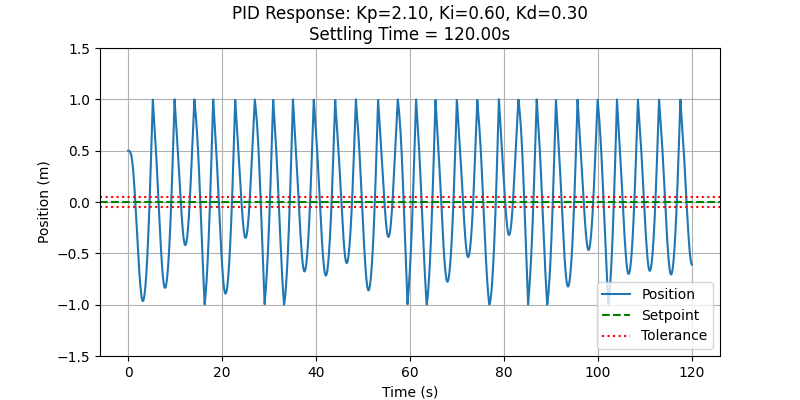 PID Response: Kp=2.10, Ki=0.60, Kd=0.30
Settling Time = 120.00s
1.5
1.0
0.5
0.0
−0.5
−1.0
−1.5
Position (m)
Position
Setpoint
Tolerance
0 20 40 60 80 100 120
Time (s)